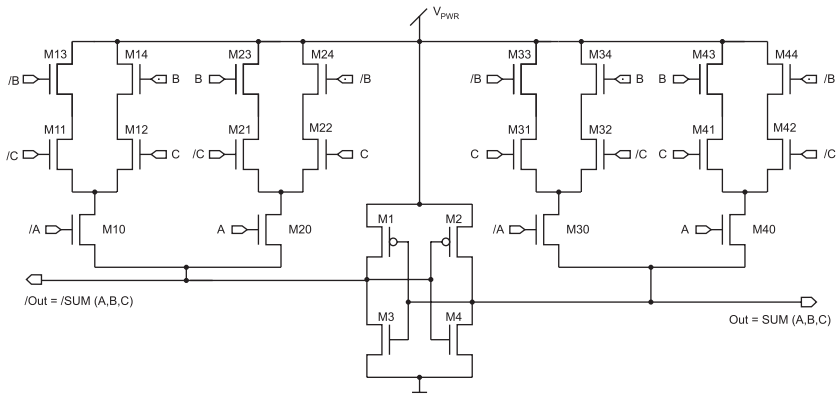 V_PWR
M13 M14 M23 M24 M33 M34 M43 M44
/B B B /B /B B B /B
M11 M12 M21 M22 M31 M32 M41 M42
/C C /C C C /C C /C
/A M10 A M20 M1 M2 /A M30 A M40
/Out = /SUM (A,B,C) M3 M4 Out = SUM (A,B,C)